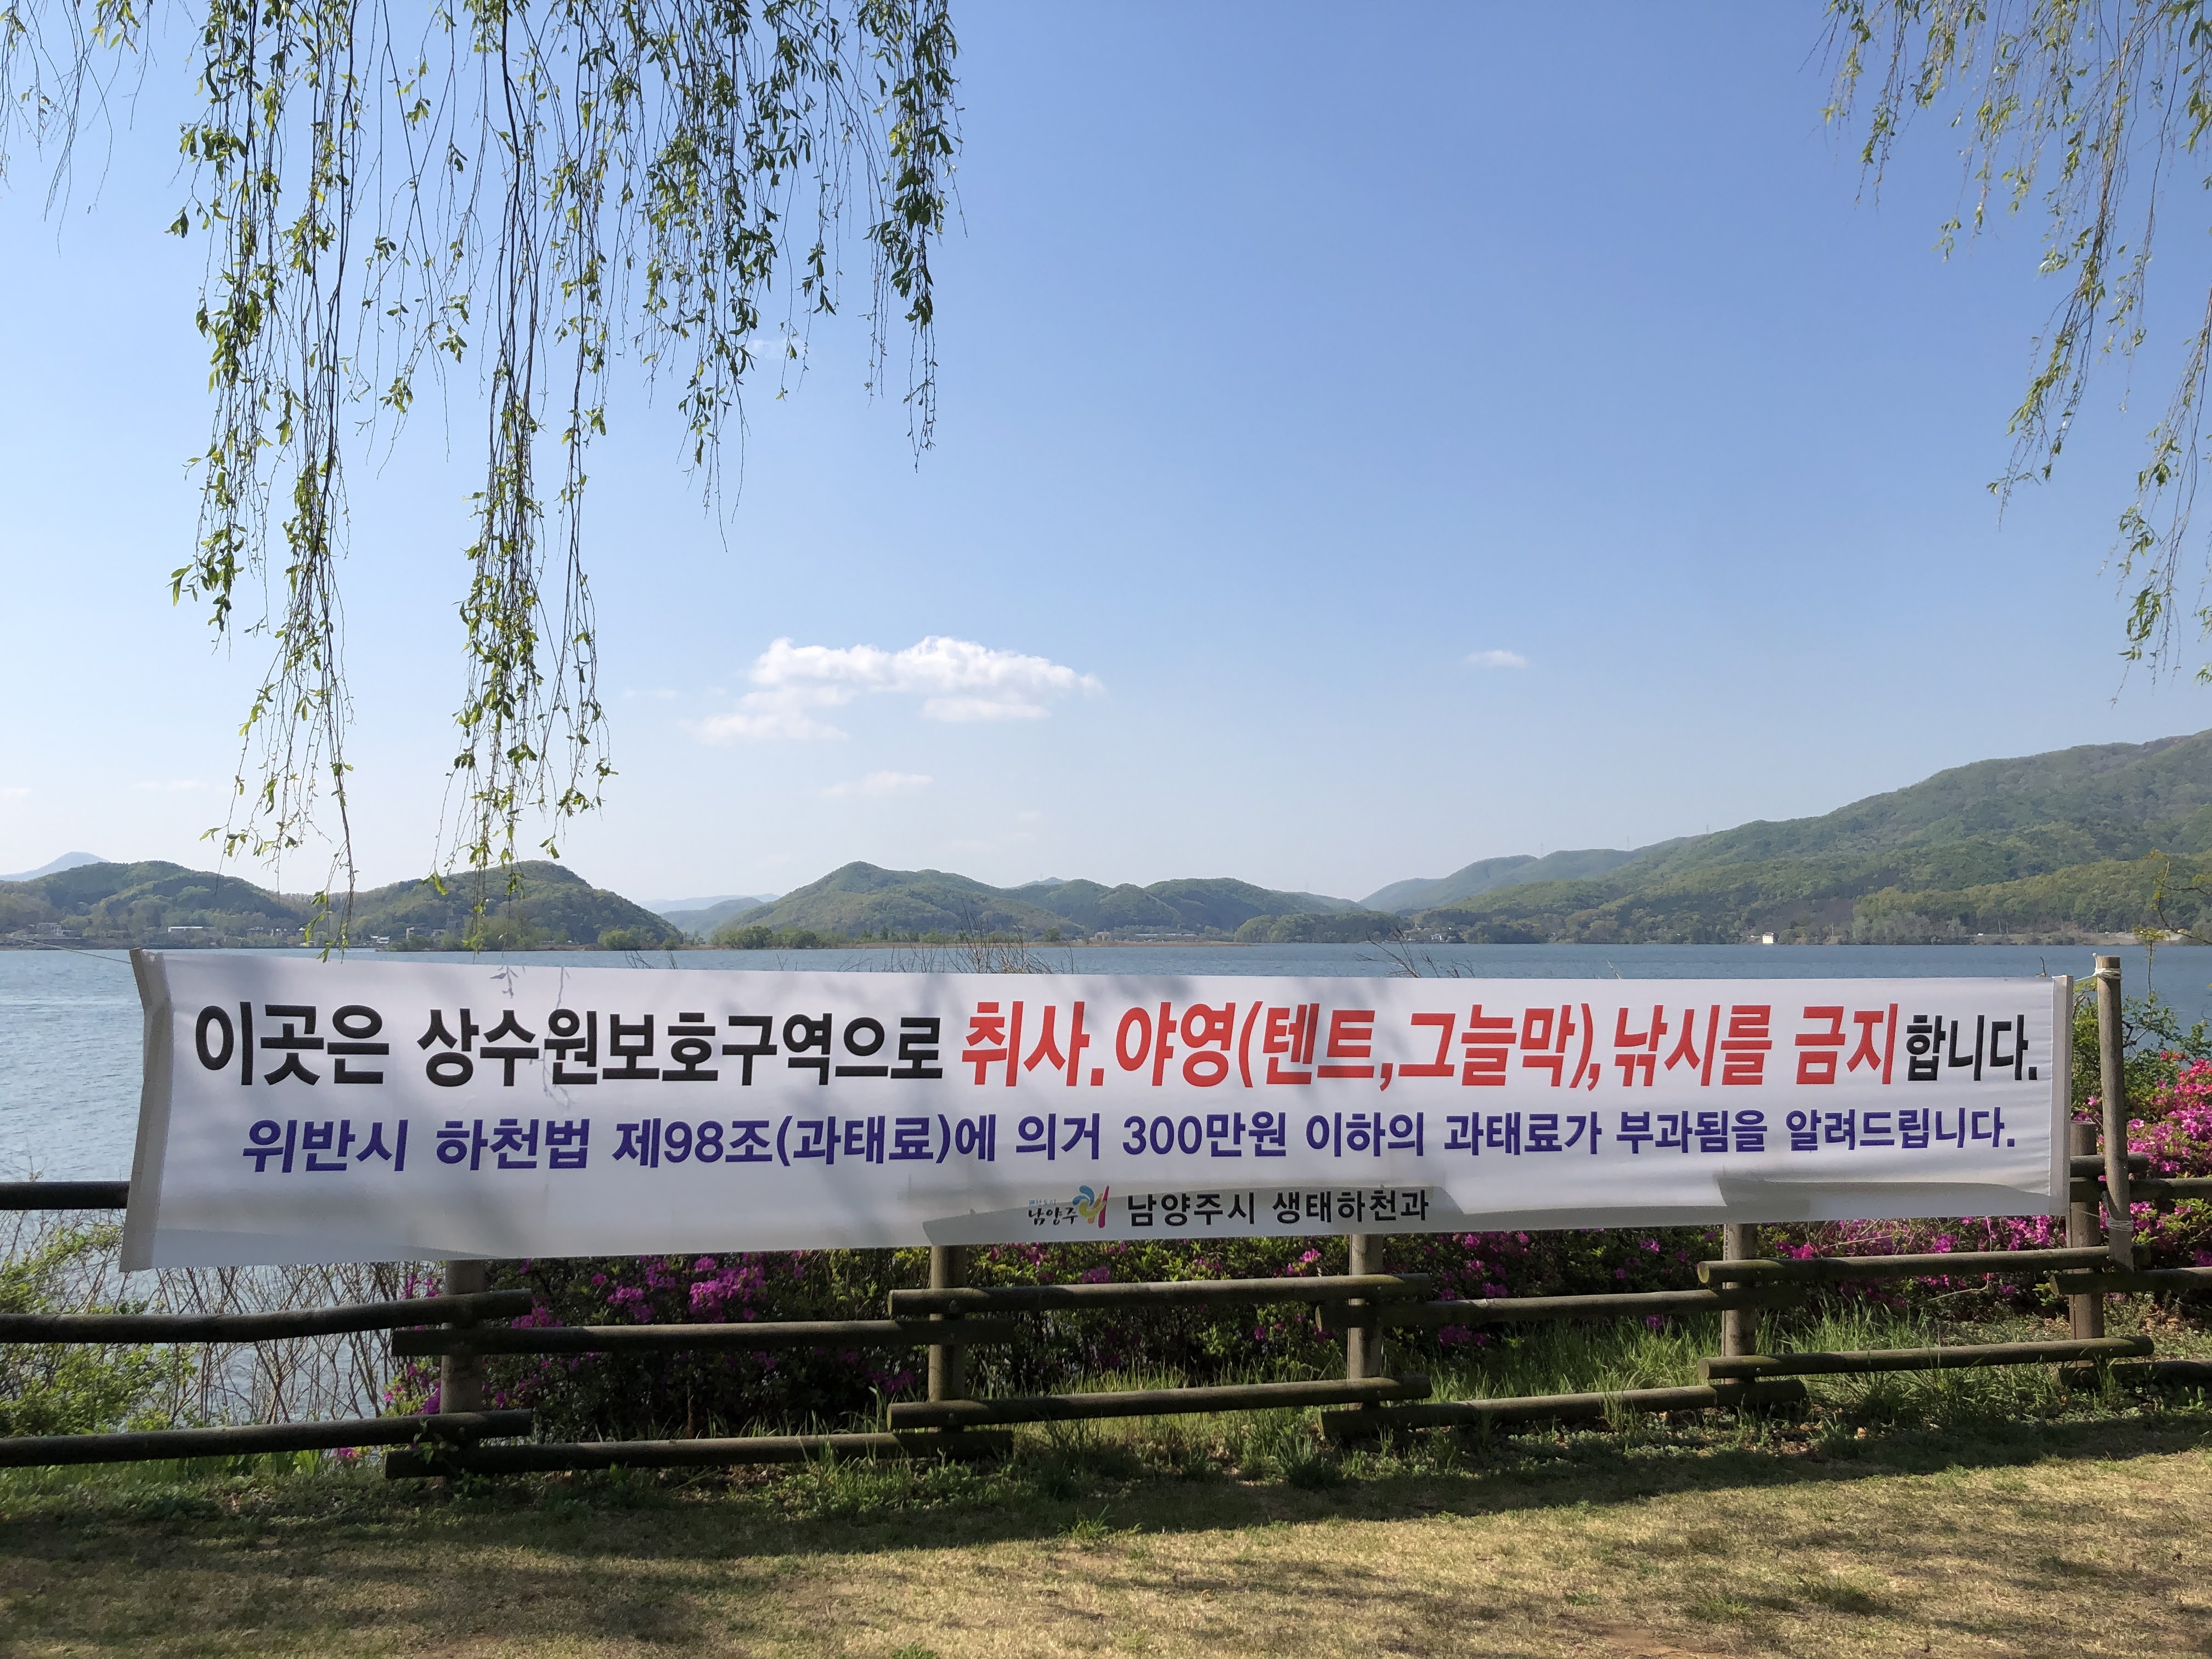 이곳은 상수원보호구역으로 취사.야영(텐트,그늘막),낚시를 금지합니다.
위반시 하천법 제98조(과태료)에 의거 300만원 이하의 과태료가 부과됨을 알려드립니다.
남양주 남양주시 생태하천과